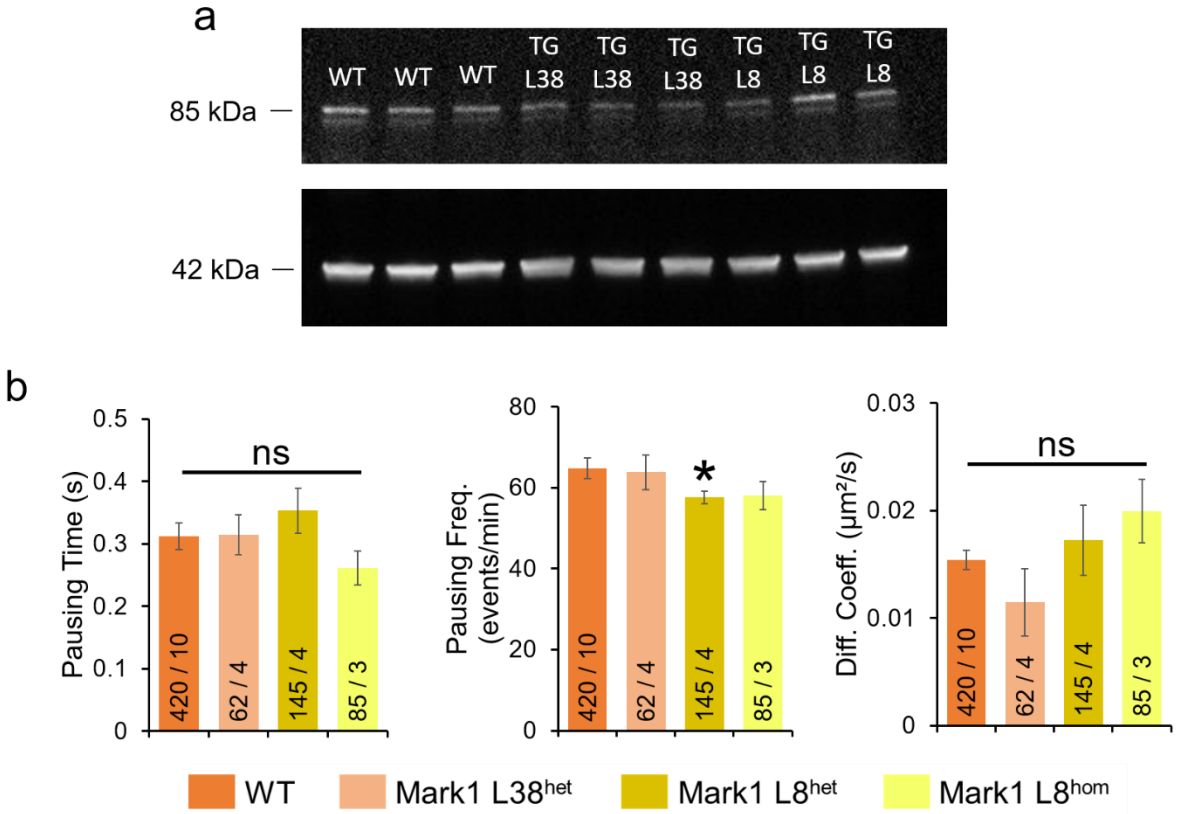 a
WT WT WT TG L38 TG L38 TG L38 TG L8 TG L8 TG L8
85 kDa
42 kDa
b
Pausing Time (s)
0.5
0.4
0.3
0.2
0.1
0
ns
420 / 10
62 / 4
145 / 4
85 / 3
Pausing Freq.
(events/min)
80
60
40
20
0
*
420 / 10
62 / 4
145 / 4
85 / 3
Diff. Coeff. (µm²/s)
0.03
0.02
0.01
0
ns
420 / 10
62 / 4
145 / 4
85 / 3
WT Mark1 L38het Mark1 L8het Mark1 L8hom